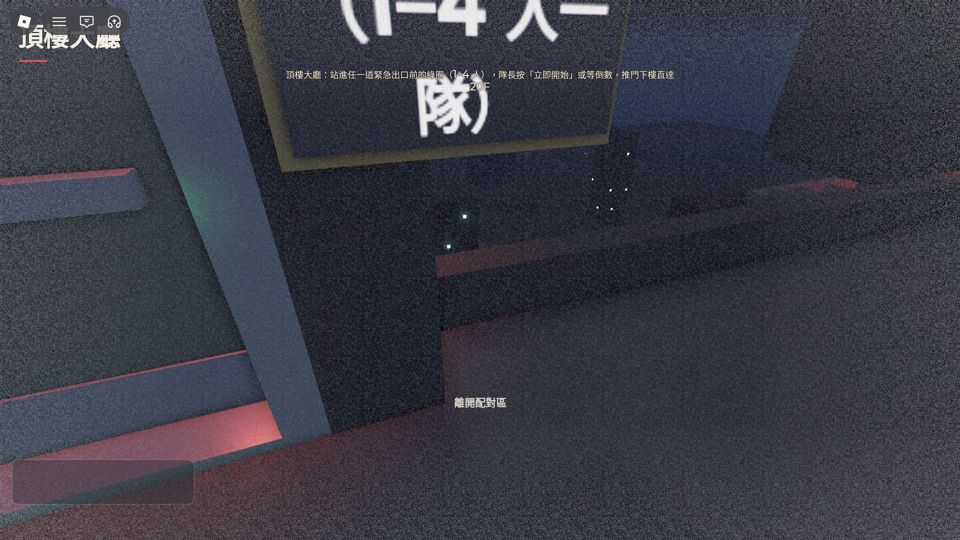 頂樓大廳
（1–4 人一
隊）
頂樓大廳：站進任一道緊急出口前的綠圈（1–4 人），隊長按「立即開始」或等倒數，推門下樓直達
20F
離開配對區